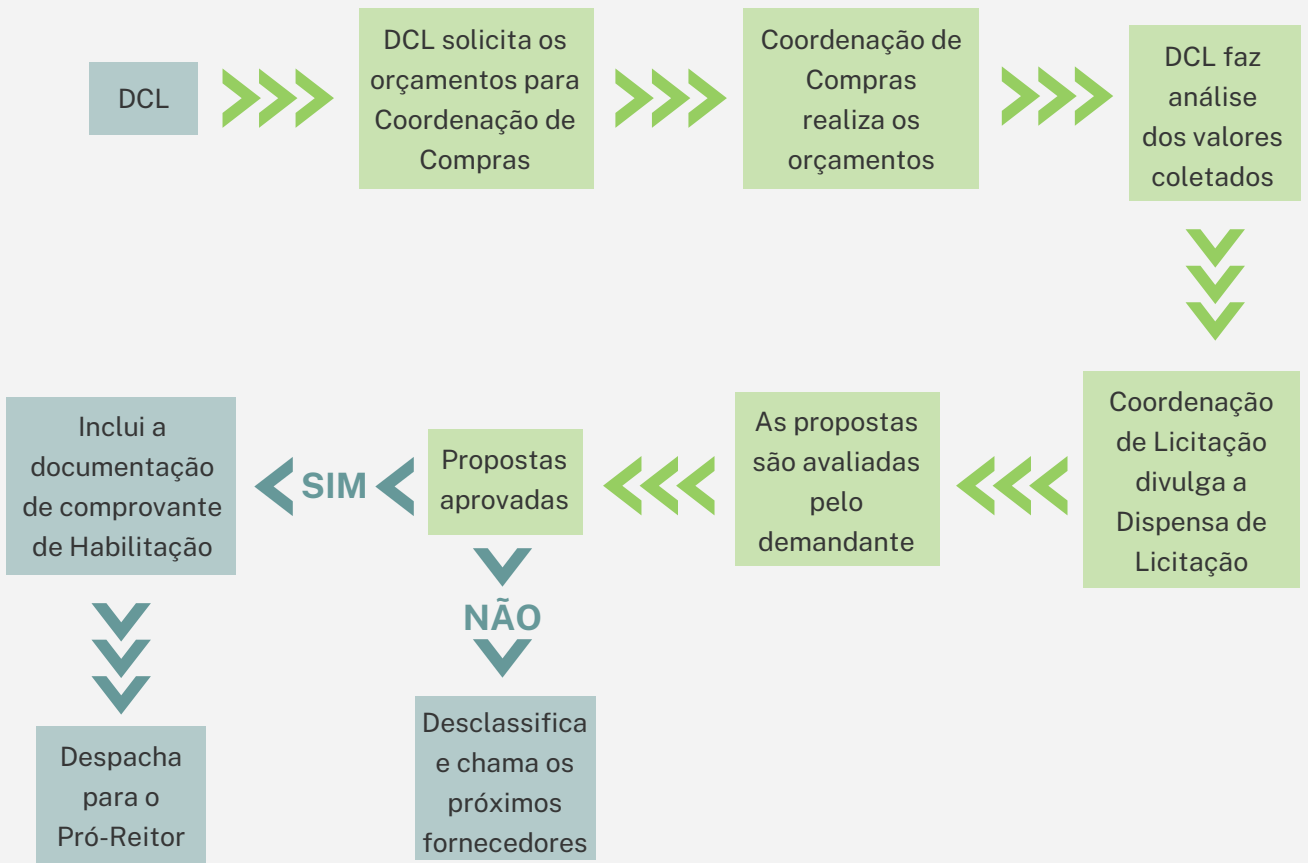 DCL
DCL solicita os
orçamentos para
Coordenação de
Compras
Coordenação de
Compras
realiza os
orçamentos
DCL faz
análise
dos valores
coletados
Coordenação
de Licitação
divulga a
Dispensa de
Licitação
As propostas
são avaliadas
pelo
demandante
Propostas
aprovadas
SIM
Inclui a
documentação
de comprovante
de Habilitação
Despacha
para o
Pró-Reitor
NÃO
Desclassifica
e chama os
próximos
fornecedores